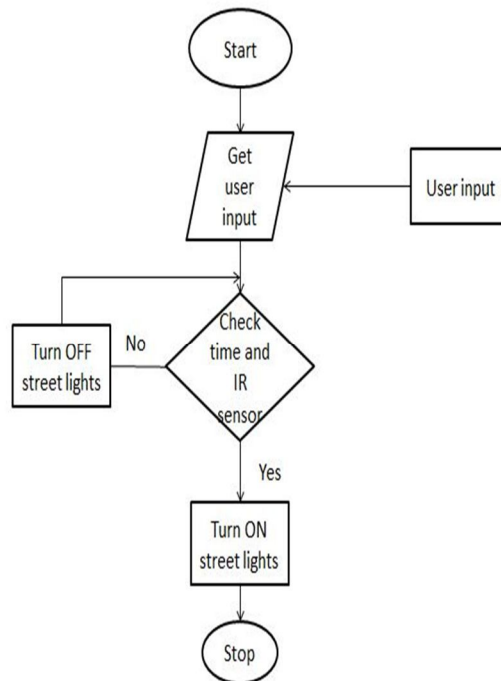 Start
Get
user
input
User input
Check
time and
IR
sensor
No
Turn OFF
street lights
Yes
Turn ON
street lights
Stop